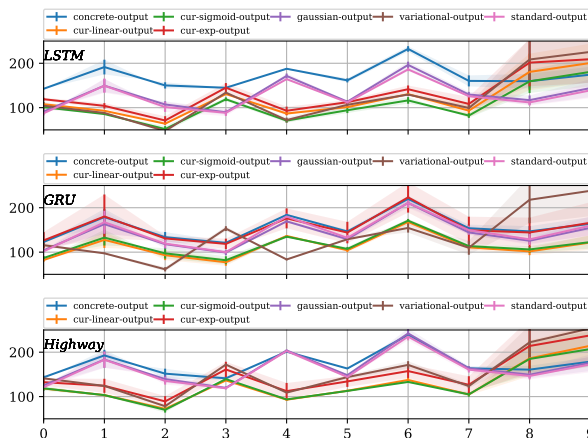 concrete-output cur-sigmoid-output gaussian-output variational-output standard-output
cur-linear-output cur-exp-output
LSTM
200
100
concrete-output cur-sigmoid-output gaussian-output variational-output standard-output
cur-linear-output cur-exp-output
GRU
200
100
concrete-output cur-sigmoid-output gaussian-output variational-output standard-output
cur-linear-output cur-exp-output
Highway
200
100
0 1 2 3 4 5 6 7 8